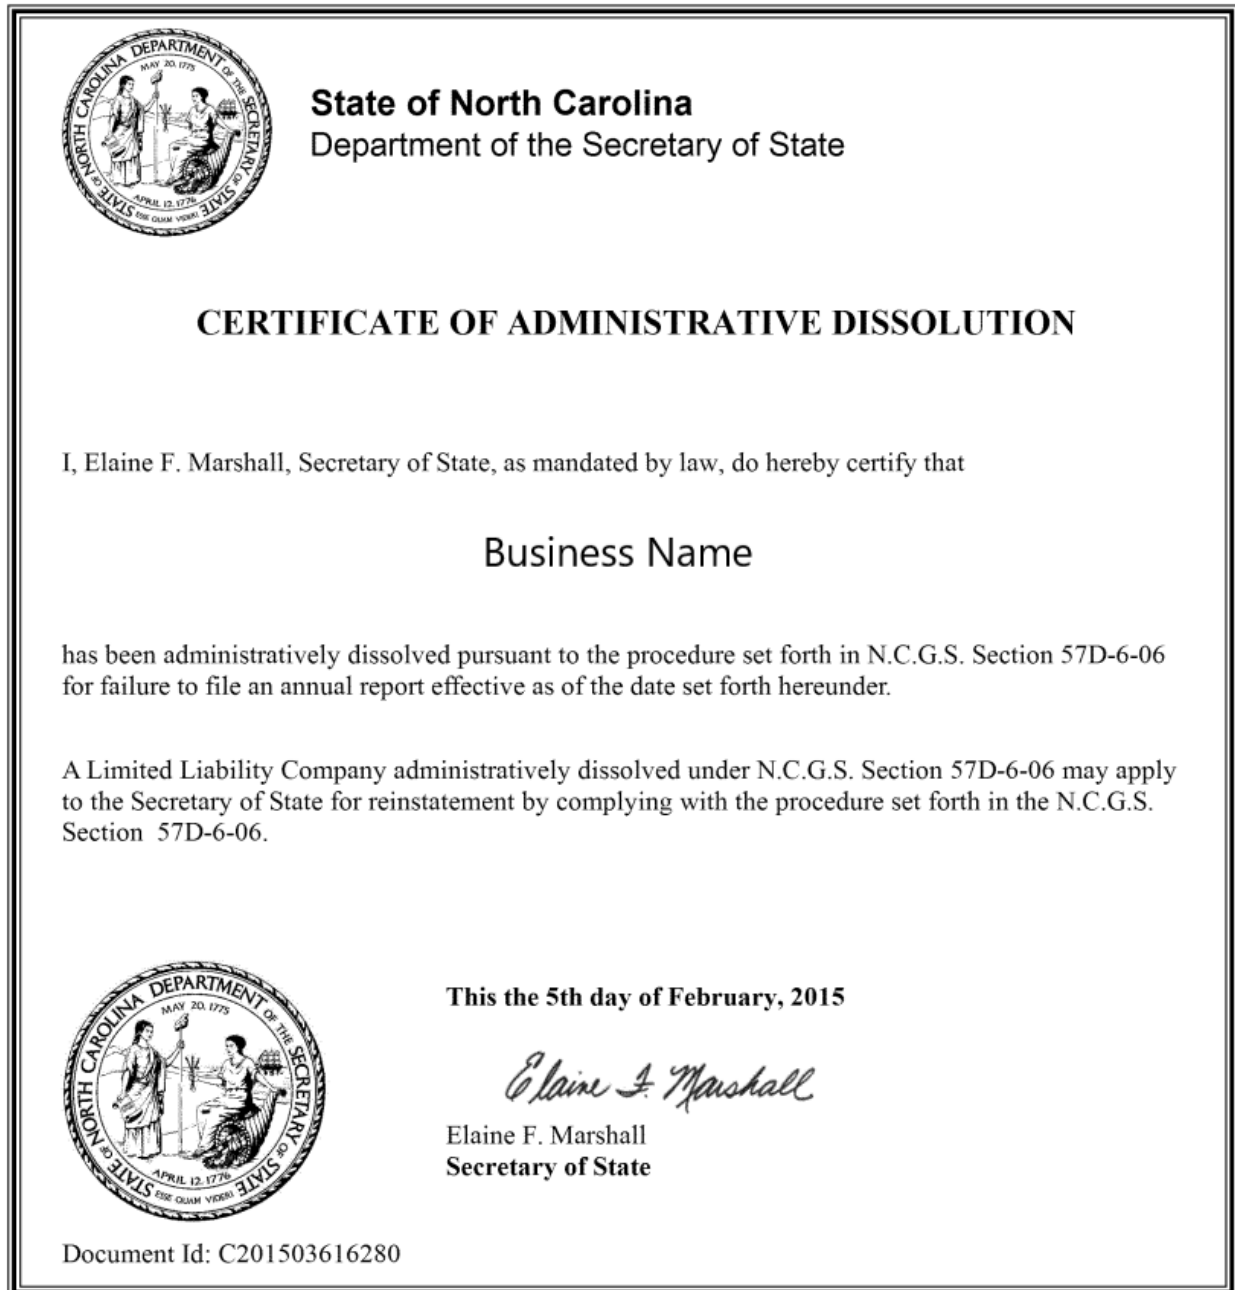 STATE OF NORTH CAROLINA DEPARTMENT OF THE SECRETARY OF STATE
MAY 20, 1775
APRIL 12, 1776
ESSE QUAM VIDERI
State of North Carolina
Department of the Secretary of State
CERTIFICATE OF ADMINISTRATIVE DISSOLUTION
I, Elaine F. Marshall, Secretary of State, as mandated by law, do hereby certify that
Business Name
has been administratively dissolved pursuant to the procedure set forth in N.C.G.S. Section 57D-6-06
for failure to file an annual report effective as of the date set forth hereunder.
A Limited Liability Company administratively dissolved under N.C.G.S. Section 57D-6-06 may apply
to the Secretary of State for reinstatement by complying with the procedure set forth in the N.C.G.S.
Section 57D-6-06.
STATE OF NORTH CAROLINA DEPARTMENT OF THE SECRETARY OF STATE
MAY 20, 1775
APRIL 12, 1776
ESSE QUAM VIDERI
This the 5th day of February, 2015
Elaine F. Marshall
Elaine F. Marshall
Secretary of State
Document Id: C201503616280